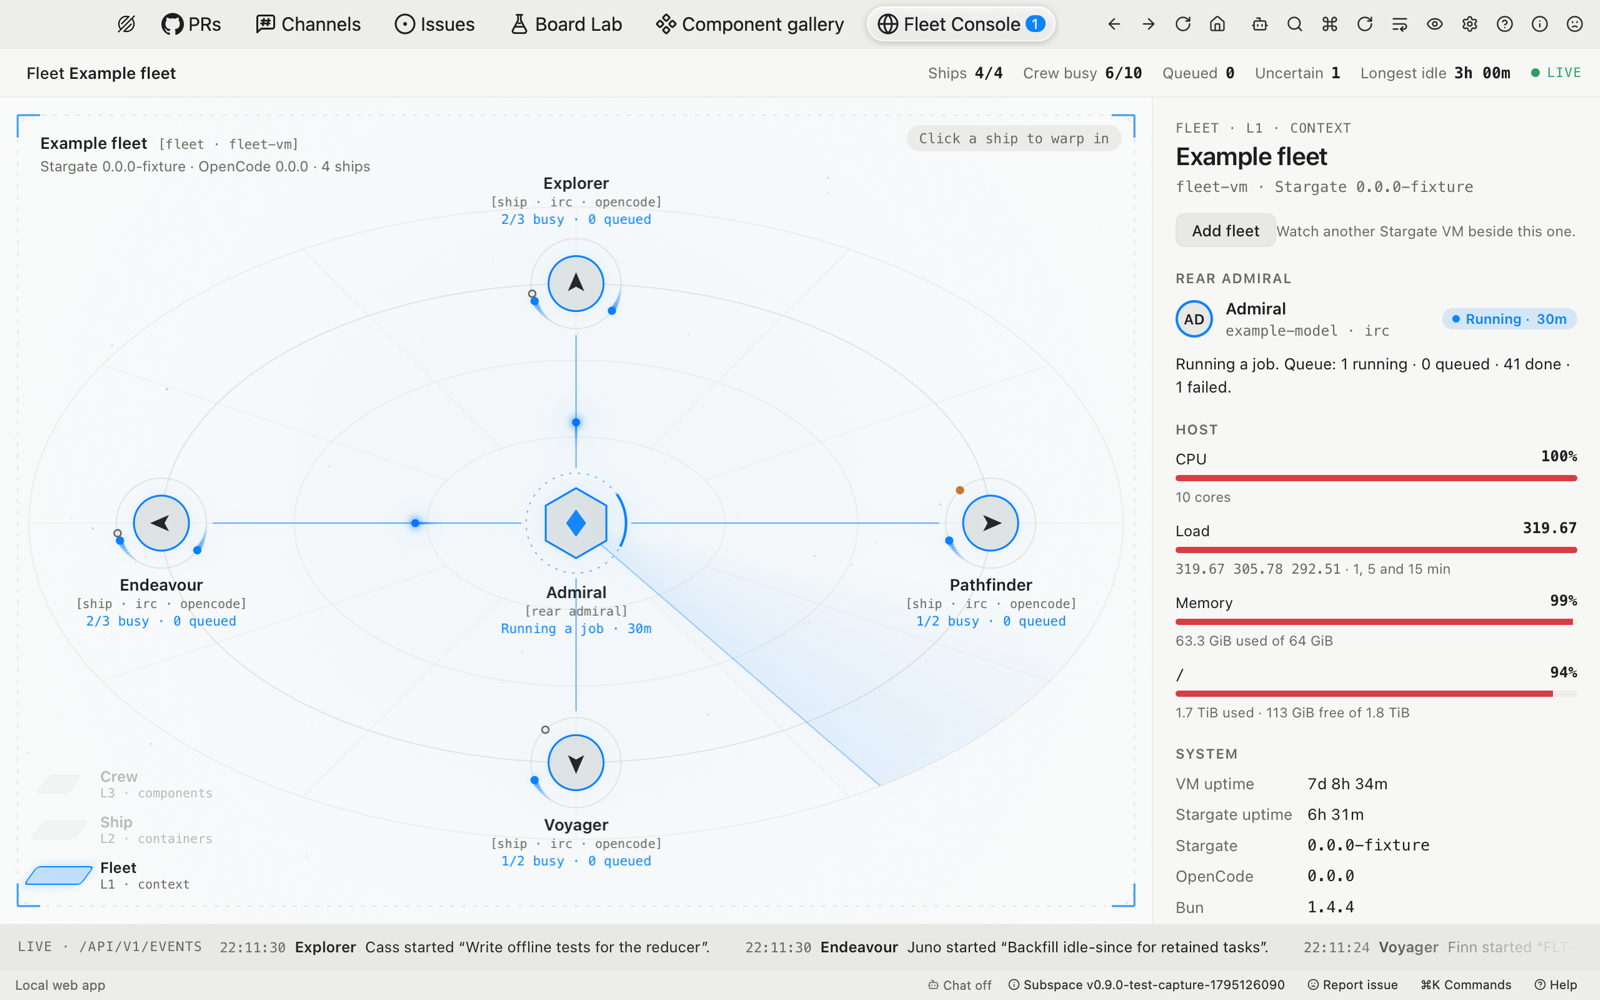 PRs
Channels
Issues
Board Lab
Component gallery
Fleet Console 1
Fleet Example fleet
Ships 4/4
Crew busy 6/10
Queued 0
Uncertain 1
Longest idle 3h 00m
LIVE
Example fleet [fleet · fleet-vm]
Stargate 0.0.0-fixture · OpenCode 0.0.0 · 4 ships
Click a ship to warp in
Explorer
[ship · irc · opencode]
2/3 busy · 0 queued
Endeavour
[ship · irc · opencode]
2/3 busy · 0 queued
Admiral
[rear admiral]
Running a job · 30m
Pathfinder
[ship · irc · opencode]
1/2 busy · 0 queued
Voyager
[ship · irc · opencode]
1/2 busy · 0 queued
Crew
L3 · components
Ship
L2 · containers
Fleet
L1 · context
FLEET · L1 · CONTEXT
Example fleet
fleet-vm · Stargate 0.0.0-fixture
Add fleet
Watch another Stargate VM beside this one.
REAR ADMIRAL
AD
Admiral
example-model · irc
Running · 30m
Running a job. Queue: 1 running · 0 queued · 41 done ·
1 failed.
HOST
CPU 100%
10 cores
Load 319.67
319.67 305.78 292.51 · 1, 5 and 15 min
Memory 99%
63.3 GiB used of 64 GiB
/ 94%
1.7 TiB used · 113 GiB free of 1.8 TiB
SYSTEM
VM uptime 7d 8h 34m
Stargate uptime 6h 31m
Stargate 0.0.0-fixture
OpenCode 0.0.0
Bun 1.4.4
LIVE · /API/V1/EVENTS
22:11:30 Explorer Cass started “Write offline tests for the reducer”.
22:11:30 Endeavour Juno started “Backfill idle-since for retained tasks”.
22:11:24 Voyager Finn started “FLT-
Local web app
Chat off
Subspace v0.9.0-test-capture-1795126090
Report issue
⌘K Commands
Help